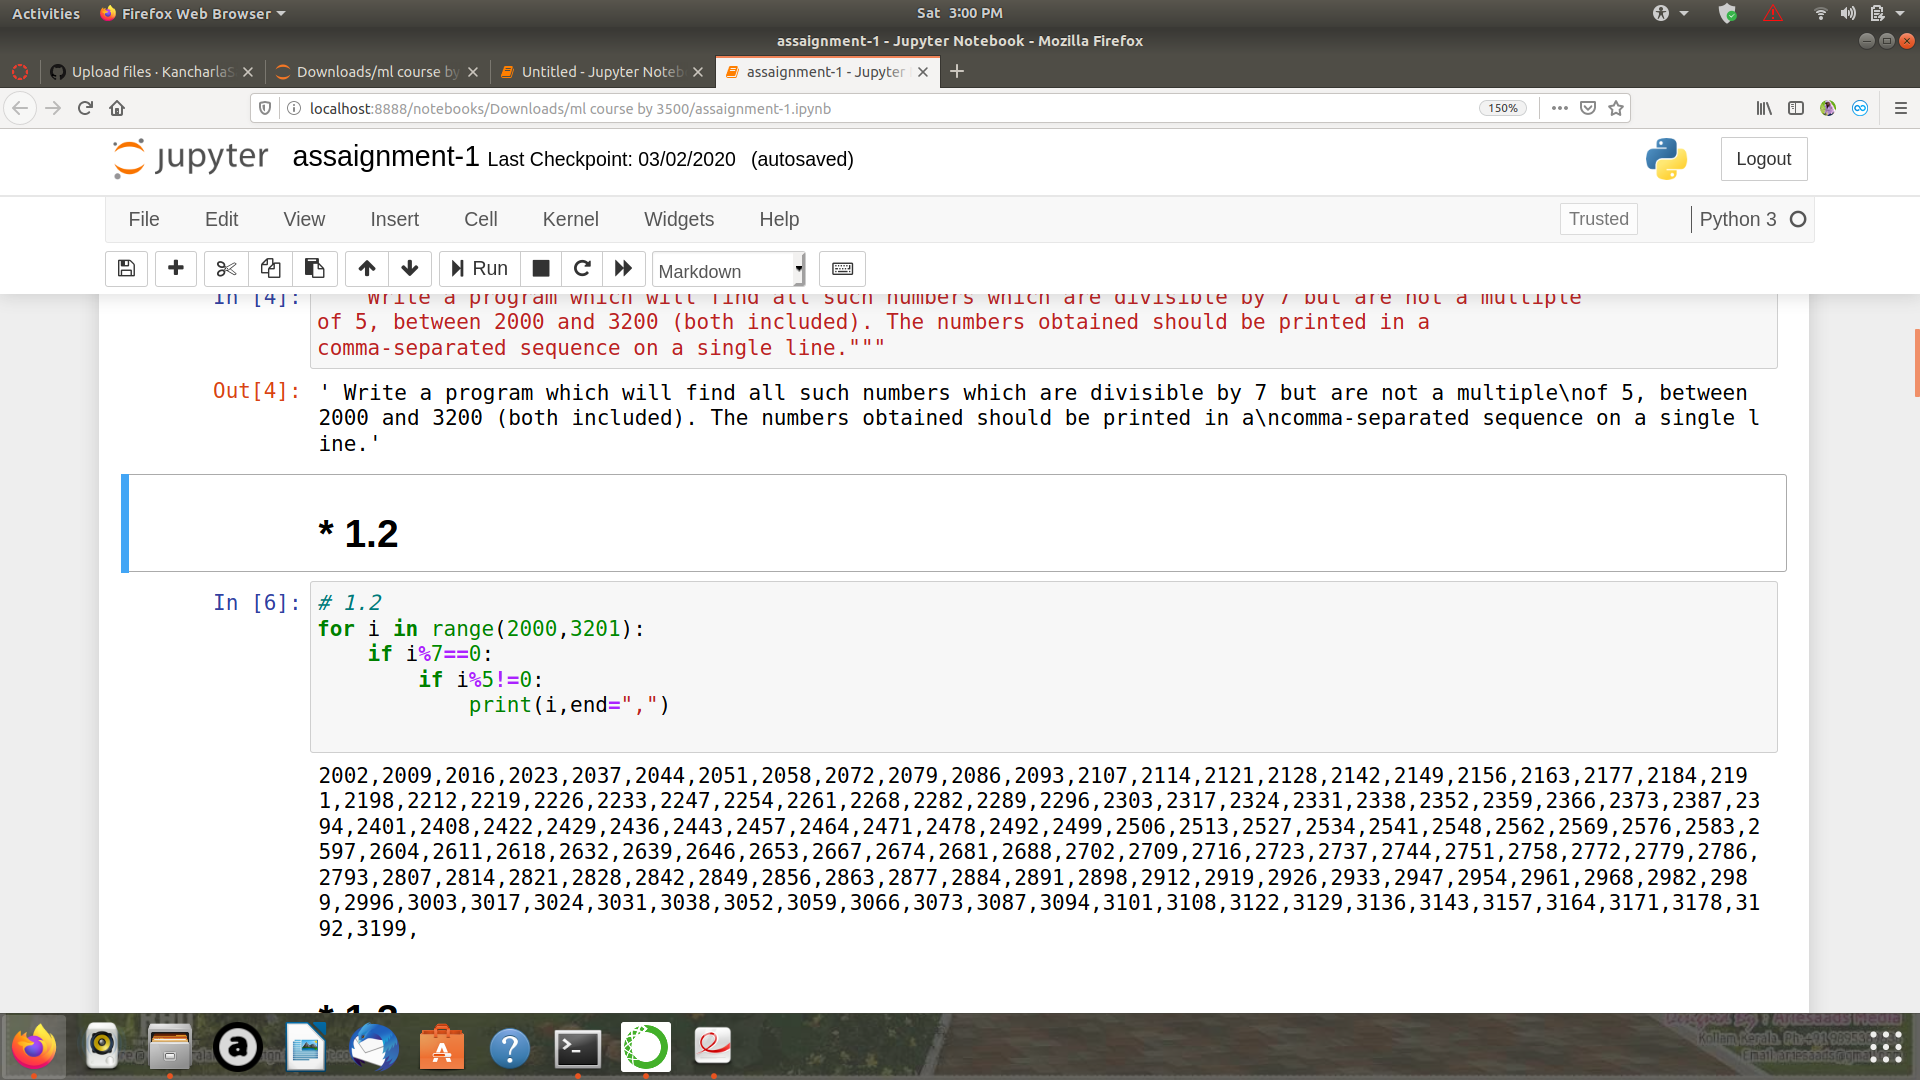 Activities Firefox Web Browser Sat 3:00 PM
assaignment-1 - Jupyter Notebook - Mozilla Firefox
Upload files · KancharlaS Downloads/ml course by Untitled - Jupyter Noteb assaignment-1 - Jupyter
localhost:8888/notebooks/Downloads/ml course by 3500/assaignment-1.ipynb 150%
jupyter assaignment-1 Last Checkpoint: 03/02/2020 (autosaved) Logout
File Edit View Insert Cell Kernel Widgets Help Trusted Python 3
Run Markdown
In [4]: Write a program which will find all such numbers which are divisible by 7 but are not a multiple
of 5, between 2000 and 3200 (both included). The numbers obtained should be printed in a
comma-separated sequence on a single line."""
Out[4]: ' Write a program which will find all such numbers which are divisible by 7 but are not a multiple\nof 5, between
2000 and 3200 (both included). The numbers obtained should be printed in a\ncomma-separated sequence on a single l
ine.'
* 1.2
In [6]: # 1.2
for i in range(2000,3201):
if i%7==0:
if i%5!=0:
print(i,end=",")
2002,2009,2016,2023,2037,2044,2051,2058,2072,2079,2086,2093,2107,2114,2121,2128,2142,2149,2156,2163,2177,2184,219
1,2198,2212,2219,2226,2233,2247,2254,2261,2268,2282,2289,2296,2303,2317,2324,2331,2338,2352,2359,2366,2373,2387,23
94,2401,2408,2422,2429,2436,2443,2457,2464,2471,2478,2492,2499,2506,2513,2527,2534,2541,2548,2562,2569,2576,2583,2
597,2604,2611,2618,2632,2639,2646,2653,2667,2674,2681,2688,2702,2709,2716,2723,2737,2744,2751,2758,2772,2779,2786,
2793,2807,2814,2821,2828,2842,2849,2856,2863,2877,2884,2891,2898,2912,2919,2926,2933,2947,2954,2961,2968,2982,298
9,2996,3003,3017,3024,3031,3038,3052,3059,3066,3073,3087,3094,3101,3108,3122,3129,3136,3143,3157,3164,3171,3178,31
92,3199,